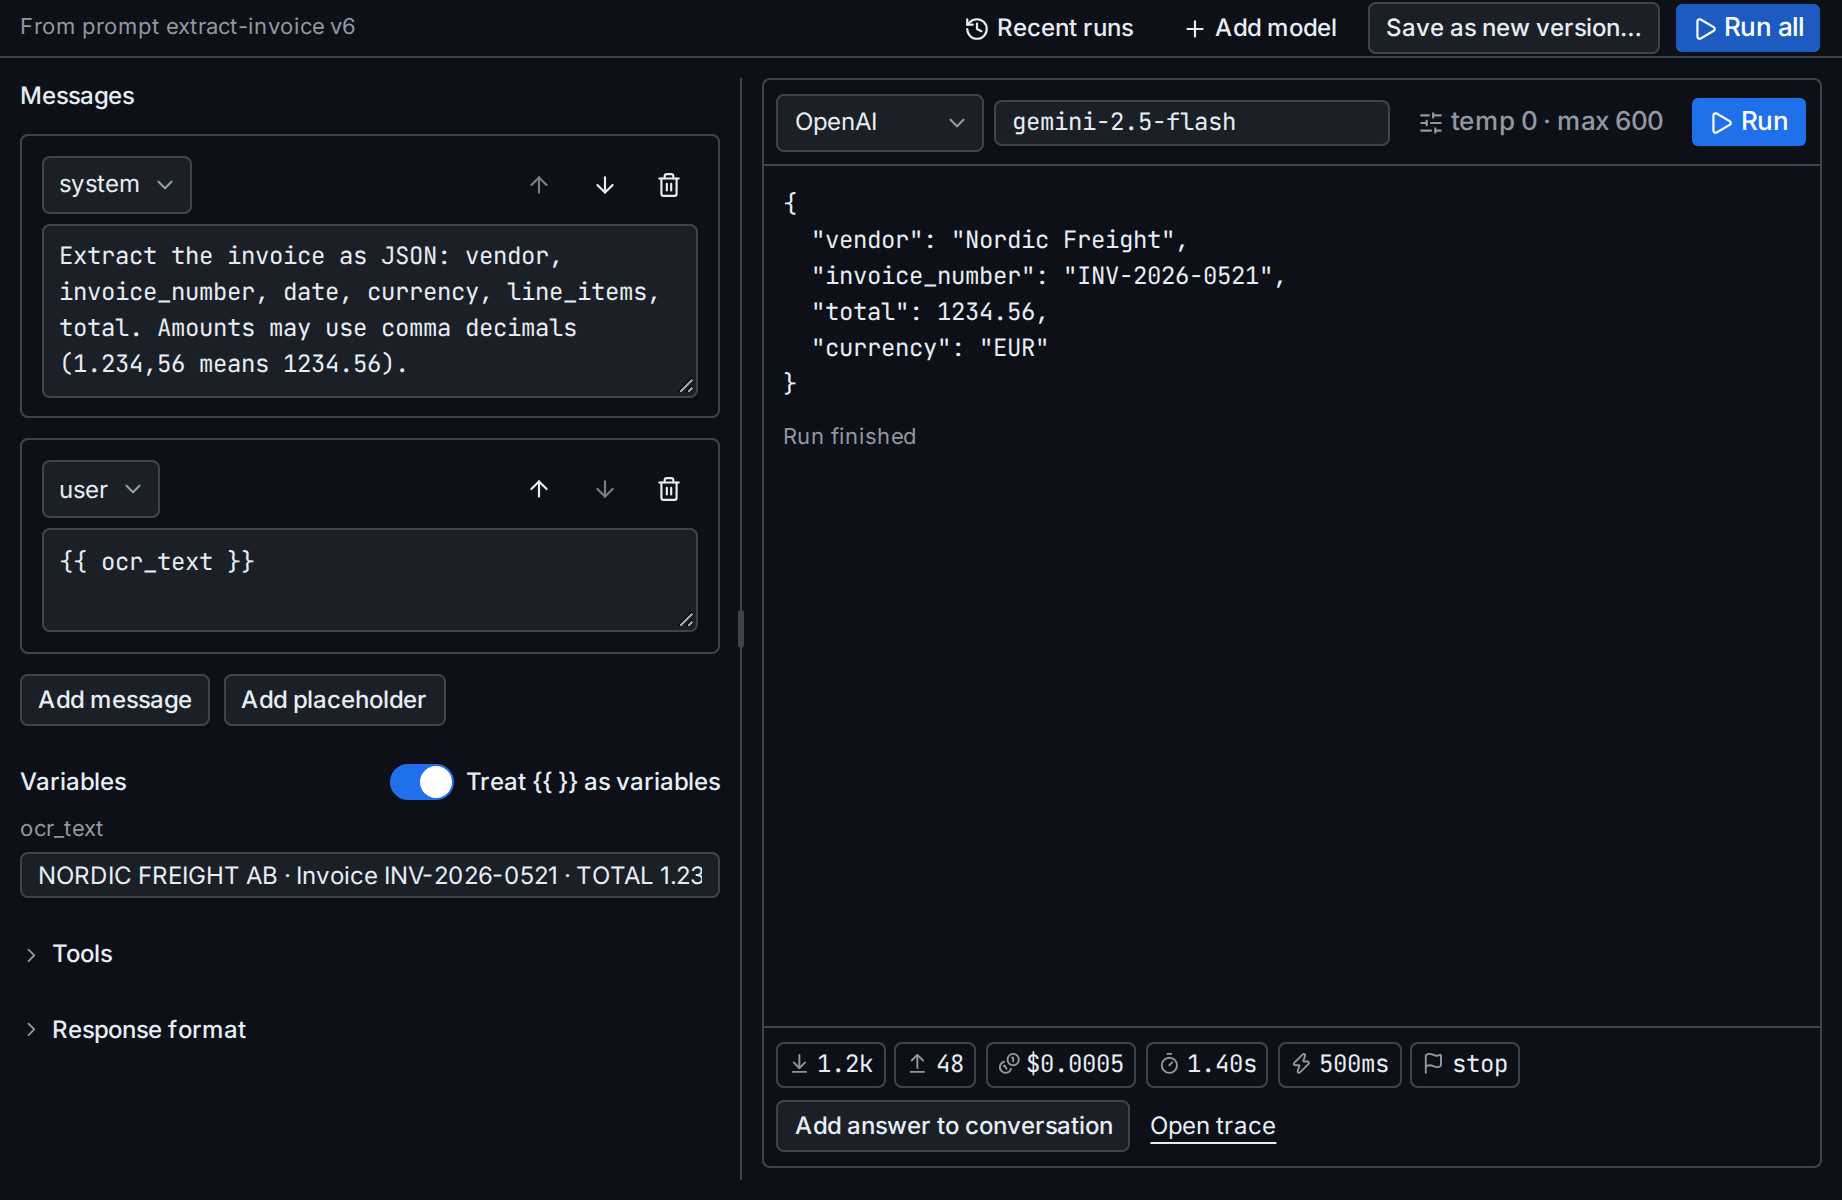 From prompt extract-invoice v6
Recent runs
Add model
Save as new version...
Run all
Messages
system
Extract the invoice as JSON: vendor,
invoice_number, date, currency, line_items,
total. Amounts may use comma decimals
(1.234,56 means 1234.56).
user
{{ ocr_text }}
Add message
Add placeholder
Variables
Treat {{ }} as variables
ocr_text
NORDIC FREIGHT AB · Invoice INV-2026-0521 · TOTAL 1.23
Tools
Response format
OpenAI
gemini-2.5-flash
temp 0 · max 600
Run
{
"vendor": "Nordic Freight",
"invoice_number": "INV-2026-0521",
"total": 1234.56,
"currency": "EUR"
}
Run finished
1.2k
48
$0.0005
1.40s
500ms
stop
Add answer to conversation
Open trace